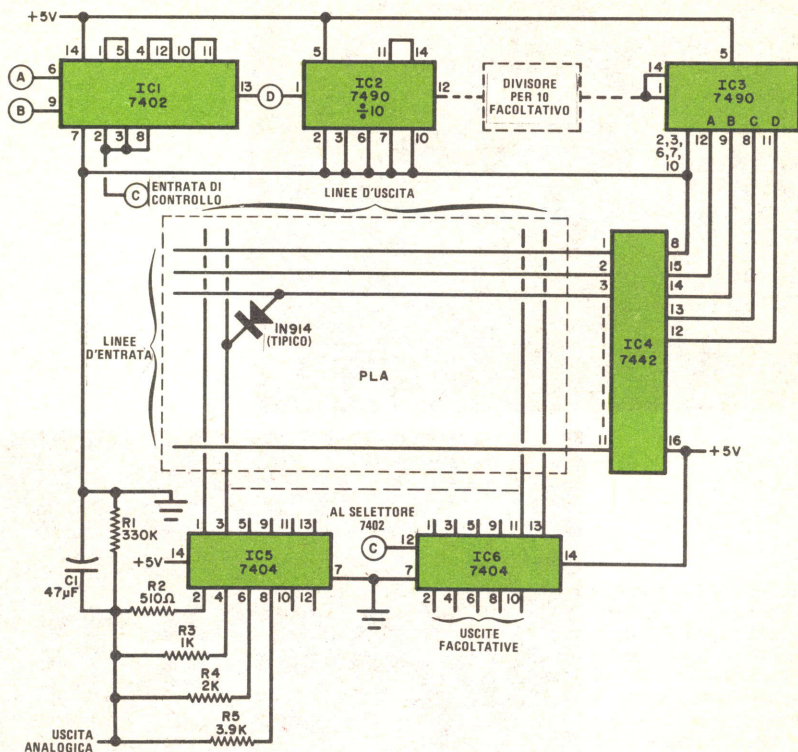 +5V
14
1
5
4
12
10
11
A
6
B
9
IC1
7402
13
D
7
2
3
8
C
ENTRATA DI
CONTROLLO
5
11
14
1
IC2
7490
÷10
12
2
3
6
7
10
DIVISORE
PER 10
FACOLTATIVO
14
1
5
IC3
7490
A B C D
2,3,
6,7,
10
12
9
8
11
LINEE D'USCITA
LINEE
D'ENTRATA
IN914
(TIPICO)
PLA
1
2
3
11
IC4
7442
8
15
14
13
12
16
+5V
R1
330K
C1
47µF
+5V
14
1
3
5
9
11
13
IC5
7404
7
2
4
6
8
10
12
R2
510Ω
R3
1K
R4
2K
R5
3.9K
USCITA
ANALOGICA
AL SELETTORE
7402
C
12
1
3
5
9
11
13
IC6
7404
7
14
2
4
6
8
10
USCITE
FACOLTATIVE